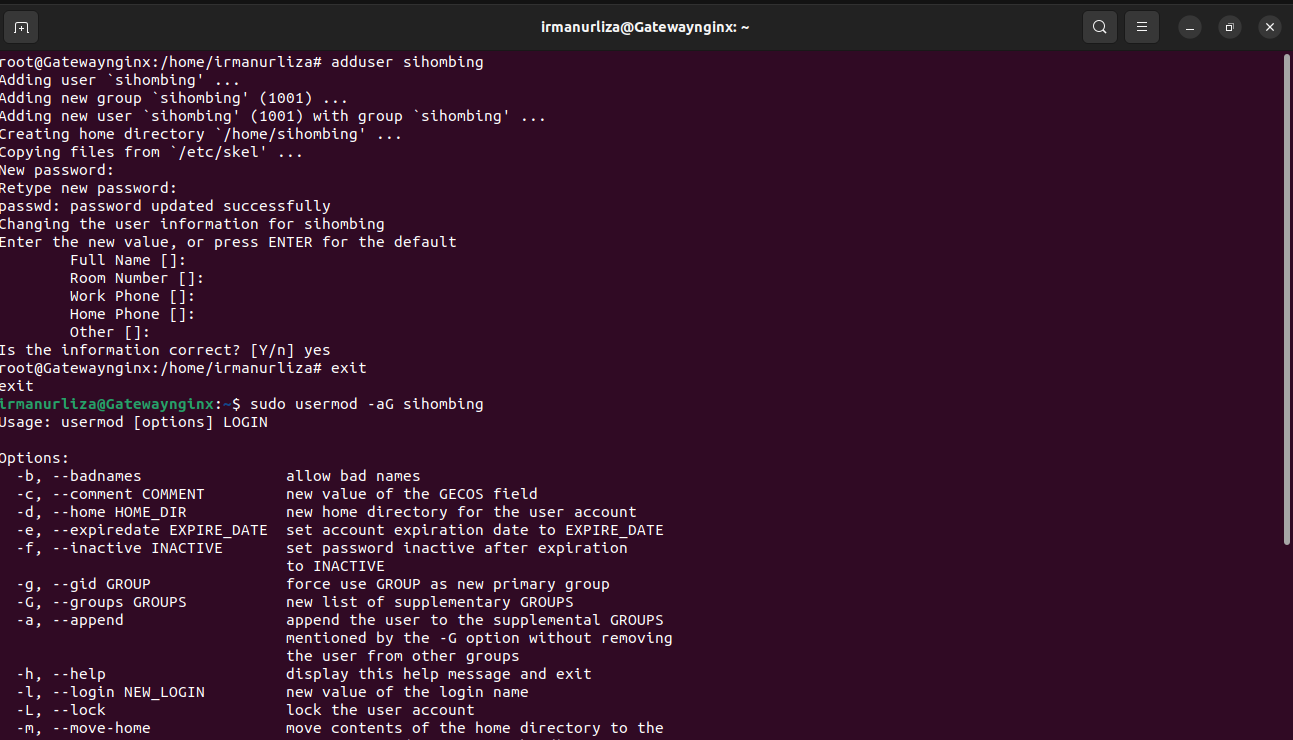 irmanurliza@Gatewaynginx: ~
root@Gatewaynginx:/home/irmanurliza# adduser sihombing
Adding user `sihombing' ...
Adding new group `sihombing' (1001) ...
Adding new user `sihombing' (1001) with group `sihombing' ...
Creating home directory `/home/sihombing' ...
Copying files from `/etc/skel' ...
New password:
Retype new password:
passwd: password updated successfully
Changing the user information for sihombing
Enter the new value, or press ENTER for the default
        Full Name []:
        Room Number []:
        Work Phone []:
        Home Phone []:
        Other []:
Is the information correct? [Y/n] yes
root@Gatewaynginx:/home/irmanurliza# exit
exit
irmanurliza@Gatewaynginx:~$ sudo usermod -aG sihombing
Usage: usermod [options] LOGIN

Options:
  -b, --badnames                allow bad names
  -c, --comment COMMENT         new value of the GECOS field
  -d, --home HOME_DIR           new home directory for the user account
  -e, --expiredate EXPIRE_DATE  set account expiration date to EXPIRE_DATE
  -f, --inactive INACTIVE       set password inactive after expiration
                                to INACTIVE
  -g, --gid GROUP               force use GROUP as new primary group
  -G, --groups GROUPS           new list of supplementary GROUPS
  -a, --append                  append the user to the supplemental GROUPS
                                mentioned by the -G option without removing
                                the user from other groups
  -h, --help                    display this help message and exit
  -l, --login NEW_LOGIN         new value of the login name
  -L, --lock                    lock the user account
  -m, --move-home               move contents of the home directory to the